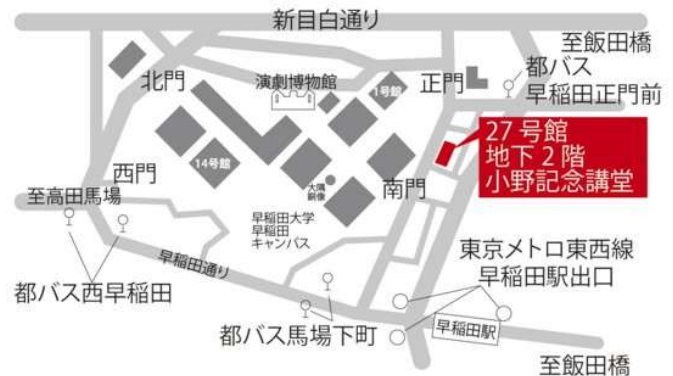 新目白通り
至飯田橋
都バス
早稲田正門前
北門
演劇博物館
1号館
正門
27号館
地下2階
小野記念講堂
14号館
西門
大隈
銅像
南門
至高田馬場
早稲田大学
早稲田
キャンパス
早稲田通り
都バス西早稲田
東京メトロ東西線
早稲田駅出口
都バス馬場下町
早稲田駅
至飯田橋